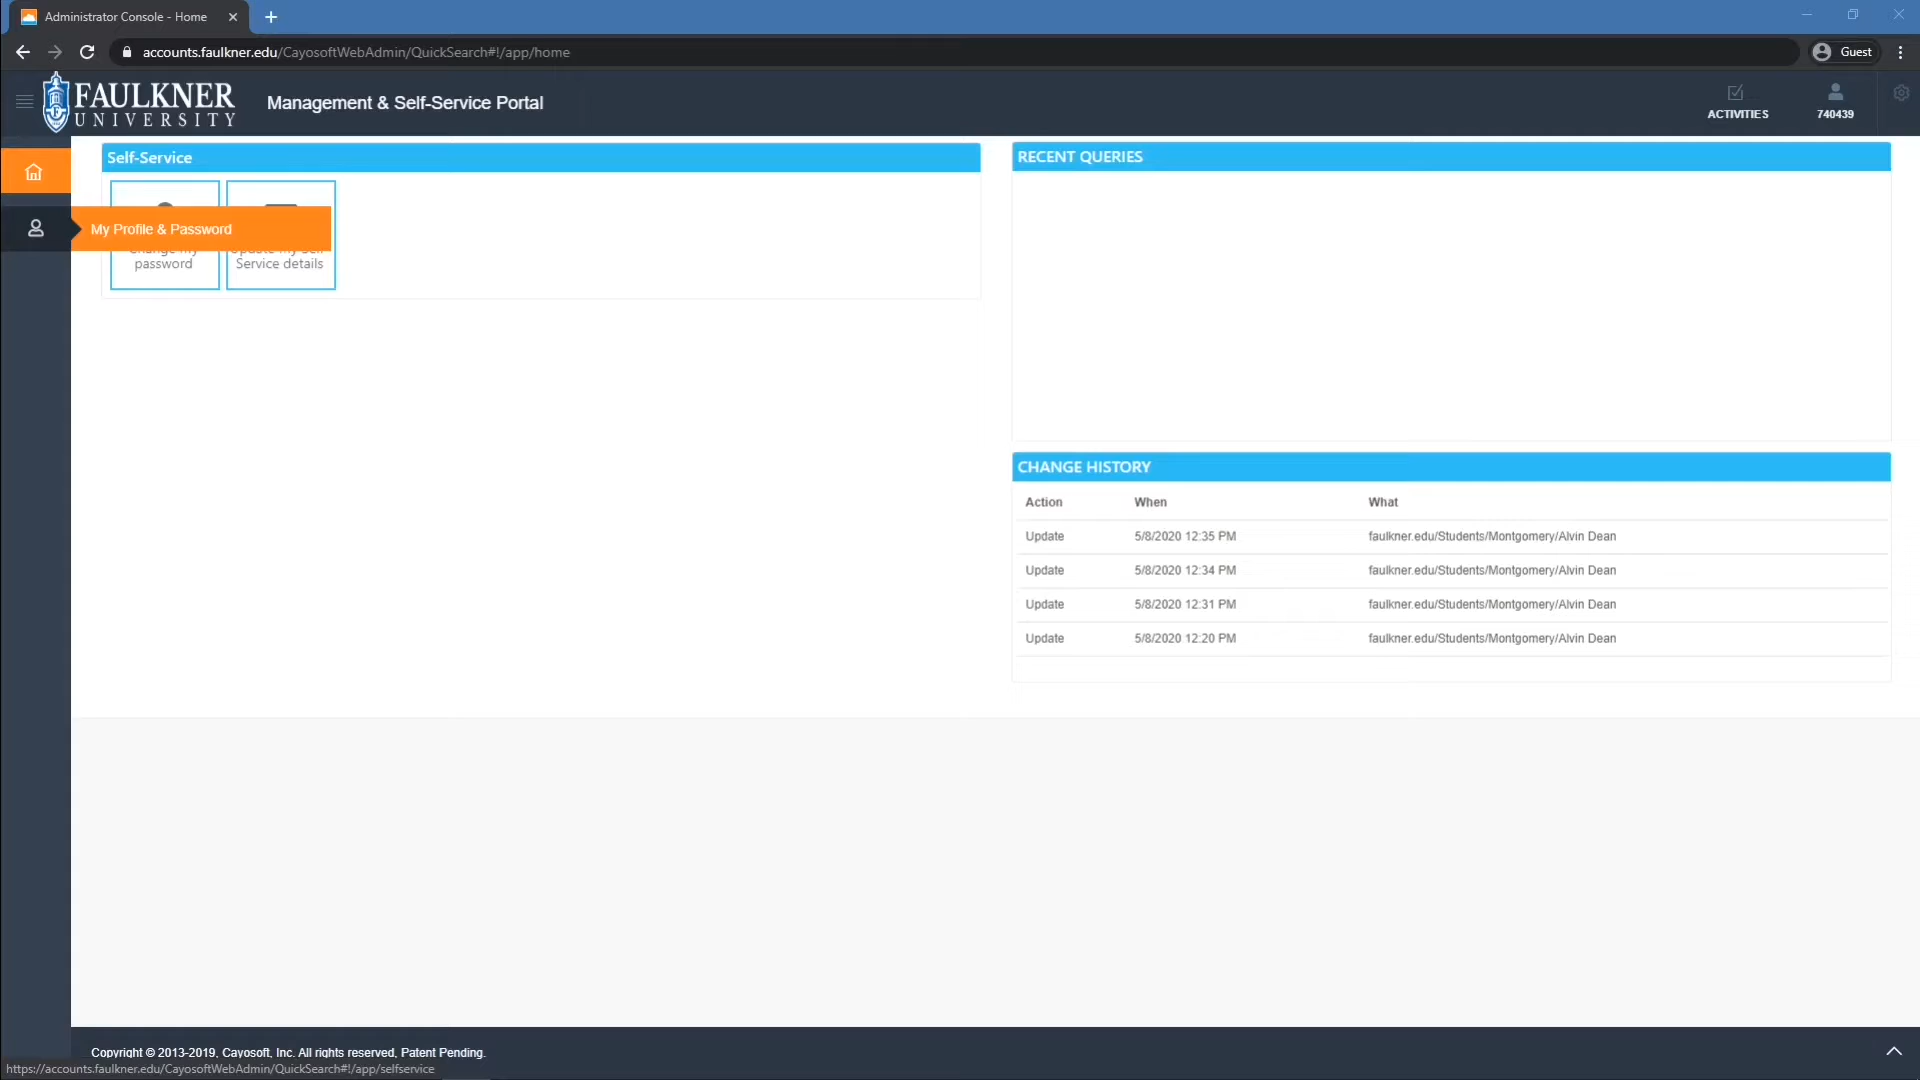 Administrator Console - Home
accounts.faulkner.edu/CayosoftWebAdmin/QuickSearch#!/app/home
Guest
FAULKNER
UNIVERSITY
Management & Self-Service Portal
ACTIVITIES
740439
Self-Service
My Profile & Password
Change my
password
Update my Self-
Service details
RECENT QUERIES
CHANGE HISTORY
Action When What
Update 5/8/2020 12:35 PM faulkner.edu/Students/Montgomery/Alvin Dean
Update 5/8/2020 12:34 PM faulkner.edu/Students/Montgomery/Alvin Dean
Update 5/8/2020 12:31 PM faulkner.edu/Students/Montgomery/Alvin Dean
Update 5/8/2020 12:20 PM faulkner.edu/Students/Montgomery/Alvin Dean
Copyright © 2013-2019, Cayosoft, Inc. All rights reserved, Patent Pending.
https://accounts.faulkner.edu/CayosoftWebAdmin/QuickSearch#!/app/selfservice